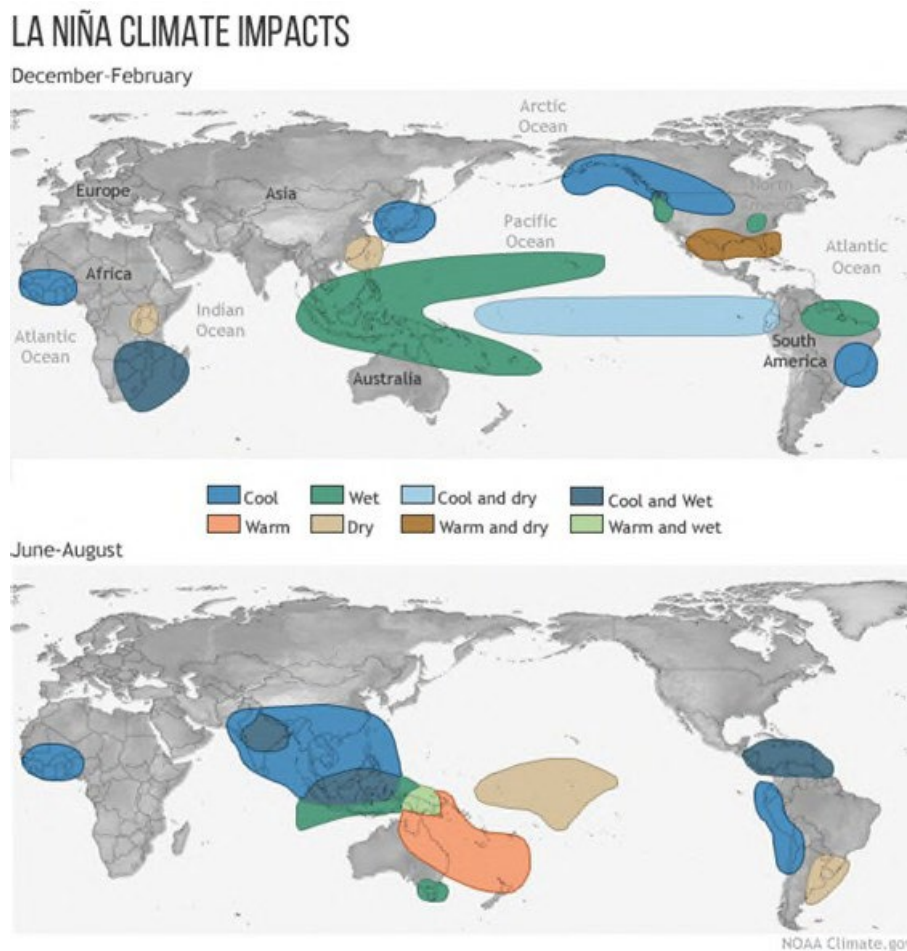 LA NIÑA CLIMATE IMPACTS
December-February
Arctic
Ocean
Europe
Asia
North
Pacific
Ocean
Atlantic
Ocean
Africa
Indian
Ocean
Atlantic
Ocean
South
America
Australia
Cool
Wet
Cool and dry
Cool and Wet
Warm
Dry
Warm and dry
Warm and wet
June-August
NOAA Climate.gov